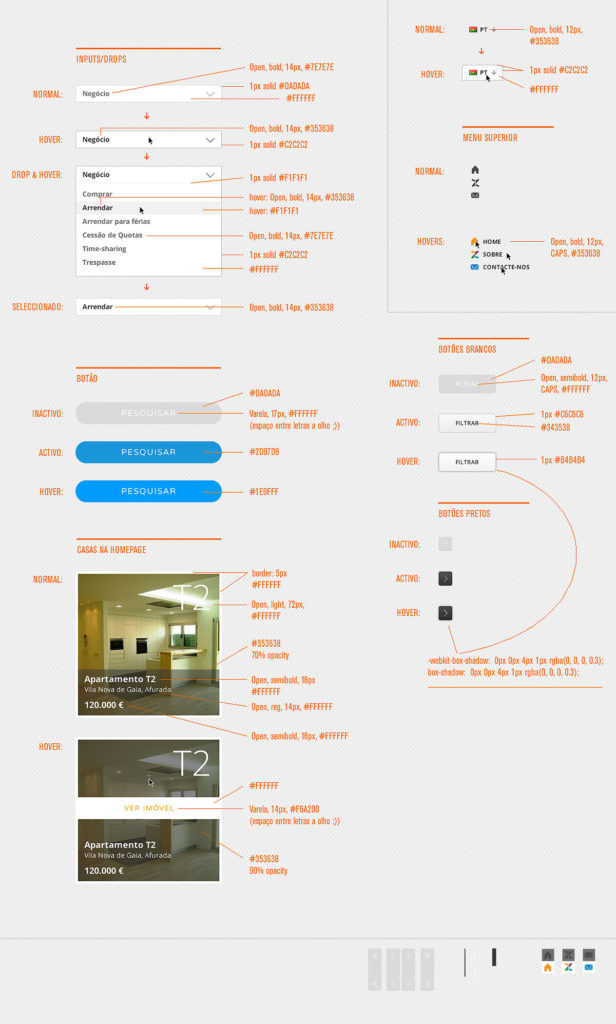 INPUTS/DROPS
NORMAL:
Negócio
Open, bold, 14px, #7E7E7E
1px solid #DADADA
#FFFFFF
HOVER:
Negócio
Open, bold, 14px, #353638
1px solid #C2C2C2
DROP & HOVER:
Negócio
Comprar
Arrendar
Arrendar para férias
Cessão de Quotas
Time-sharing
Trespasse
1px solid #F1F1F1
hover: Open, bold, 14px, #353638
hover: #F1F1F1
Open, bold, 14px, #7E7E7E
1px solid #C2C2C2
#FFFFFF
SELECCIONADO:
Arrendar
Open, bold, 14px, #353638
BOTÃO
INACTIVO:
PESQUISAR
#DADADA
Varela, 17px, #FFFFFF
(espaço entre letras a olho ;))
ACTIVO:
PESQUISAR
#2D97D8
HOVER:
PESQUISAR
#1E9FFF
CASAS NA HOMEPAGE
NORMAL:
T2
Apartamento T2
Vila Nova de Gaia, Afurada
120.000 €
border: 5px
#FFFFFF
Open, light, 72px,
#FFFFFF
#353638
70% opacity
Open, semibold, 18px
#FFFFFF
Open, reg, 14px, #FFFFFF
Open, semibold, 18px, #FFFFFF
HOVER:
T2
VER IMÓVEL
Apartamento T2
Vila Nova de Gaia, Afurada
120.000 €
#FFFFFF
Varela, 14px, #F6A200
(espaço entre letras a olho ;))
#353638
90% opacity
NORMAL:
PT
Open, bold, 12px,
#353638
HOVER:
PT
1px solid #C2C2C2
#FFFFFF
MENU SUPERIOR
NORMAL:
HOVERS:
HOME
SOBRE
CONTACTE-NOS
Open, bold, 12px,
CAPS, #353638
BOTÕES BRANCOS
INACTIVO:
FILTRAR
#DADADA
Open, semibold, 12px,
CAPS, #FFFFFF
ACTIVO:
FILTRAR
1px #C6C6C6
#343538
HOVER:
FILTRAR
1px #B4B4B4
BOTÕES PRETOS
INACTIVO:
ACTIVO:
HOVER:
-webkit-box-shadow: 0px 0px 4px 1px rgba(0, 0, 0, 0.3);
box-shadow: 0px 0px 4px 1px rgba(0, 0, 0, 0.3);